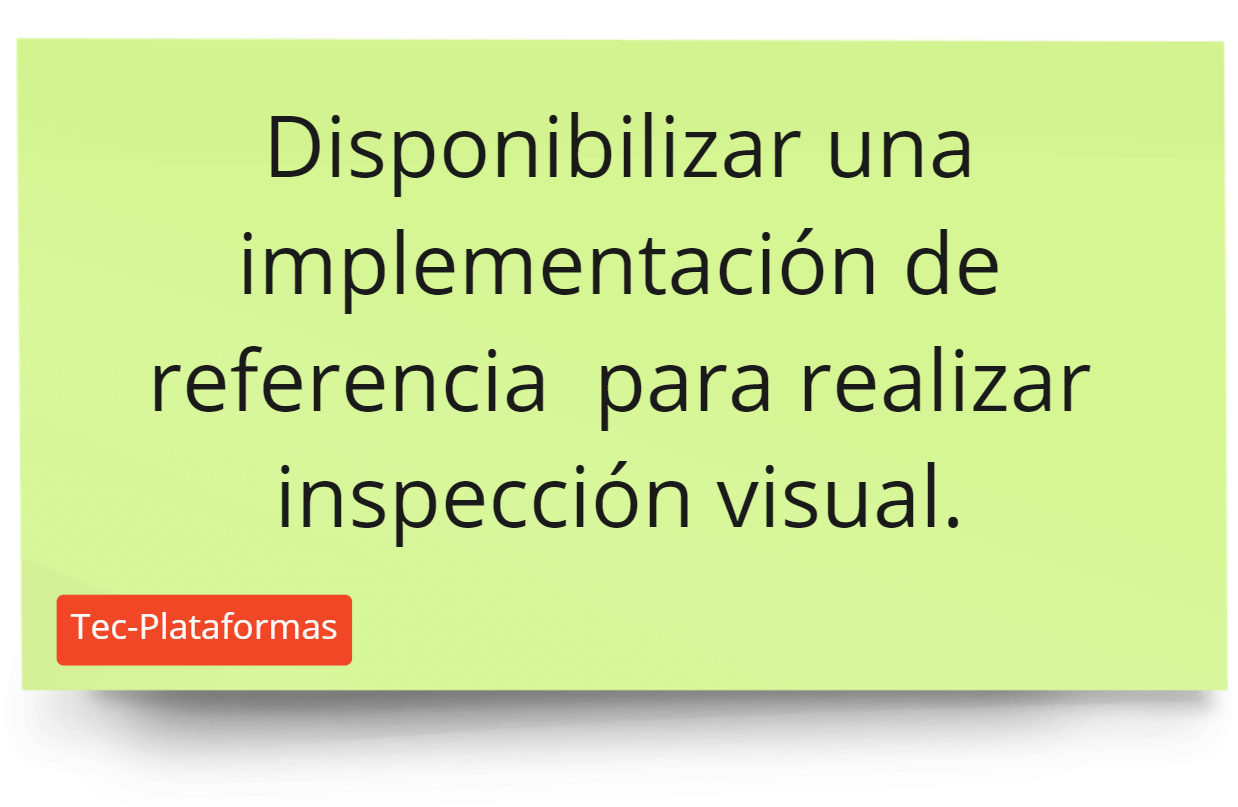 Disponibilizar una
implementación de
referencia  para realizar
inspección visual.
Tec-Plataformas